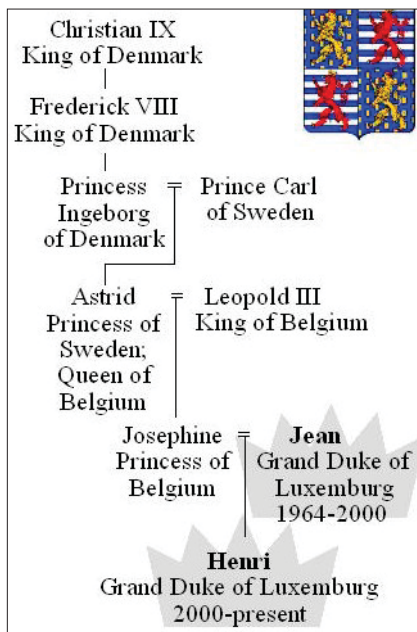 Christian IX
King of Denmark
Frederick VIII
King of Denmark
Princess = Prince Carl
Ingeborg of Sweden
of Denmark
Astrid = Leopold III
Princess of King of Belgium
Sweden;
Queen of
Belgium
Josephine = Jean
Princess of Grand Duke of
Belgium Luxemburg
1964-2000
Henri
Grand Duke of Luxemburg
2000-present